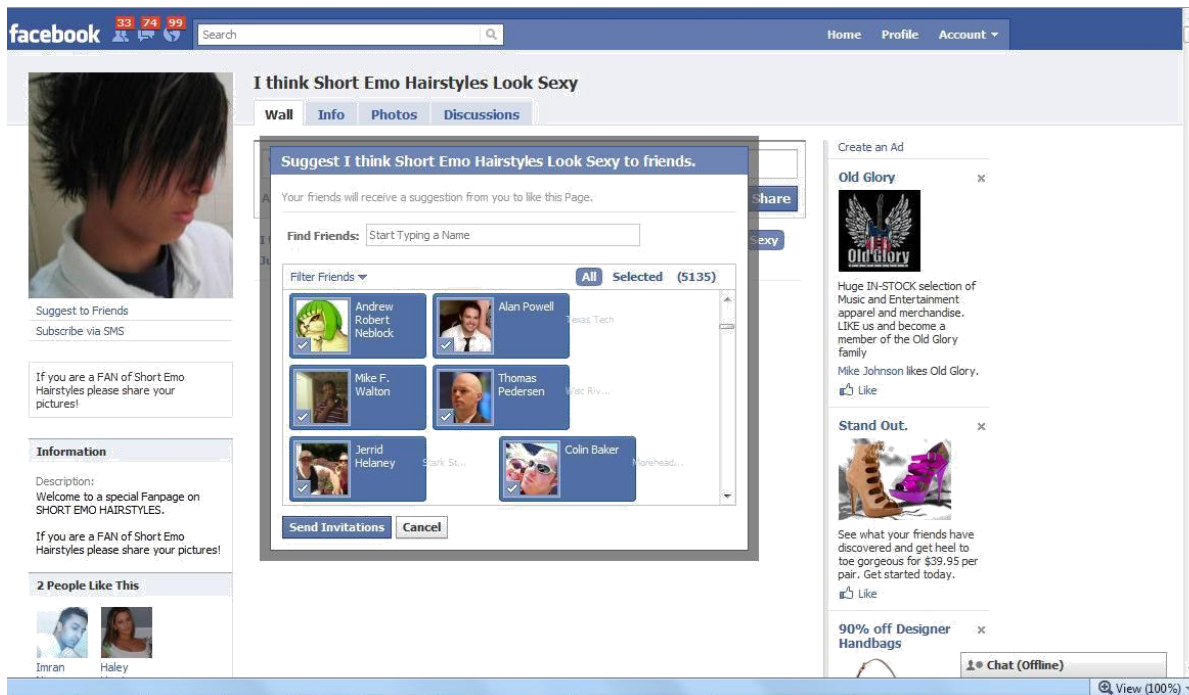 facebook
33 74 99
Search
Home Profile Account
I think Short Emo Hairstyles Look Sexy
Wall Info Photos Discussions
Suggest I think Short Emo Hairstyles Look Sexy to friends.
Your friends will receive a suggestion from you to like this Page.
Share
Find Friends: Start Typing a Name
Sexy
Filter Friends
All Selected (5135)
Andrew
Robert
Neblock
Alan Powell
Texas Tech
Mike F.
Walton
Thomas
Pedersen
Wisc Riv...
Jerrid
Helaney
Stark St...
Colin Baker
Morehead...
Send Invitations Cancel
Suggest to Friends
Subscribe via SMS
If you are a FAN of Short Emo
Hairstyles please share your
pictures!
Information
Description:
Welcome to a special Fanpage on
SHORT EMO HAIRSTYLES.
If you are a FAN of Short Emo
Hairstyles please share your pictures!
2 People Like This
Imran
Haley
Create an Ad
Old Glory
Old Glory
Huge IN-STOCK selection of
Music and Entertainment
apparel and merchandise.
LIKE us and become a
member of the Old Glory
family
Mike Johnson likes Old Glory.
Like
Stand Out.
See what your friends have
discovered and get heel to
toe gorgeous for $39.95 per
pair. Get started today.
Like
90% off Designer
Handbags
Chat (Offline)
View (100%)